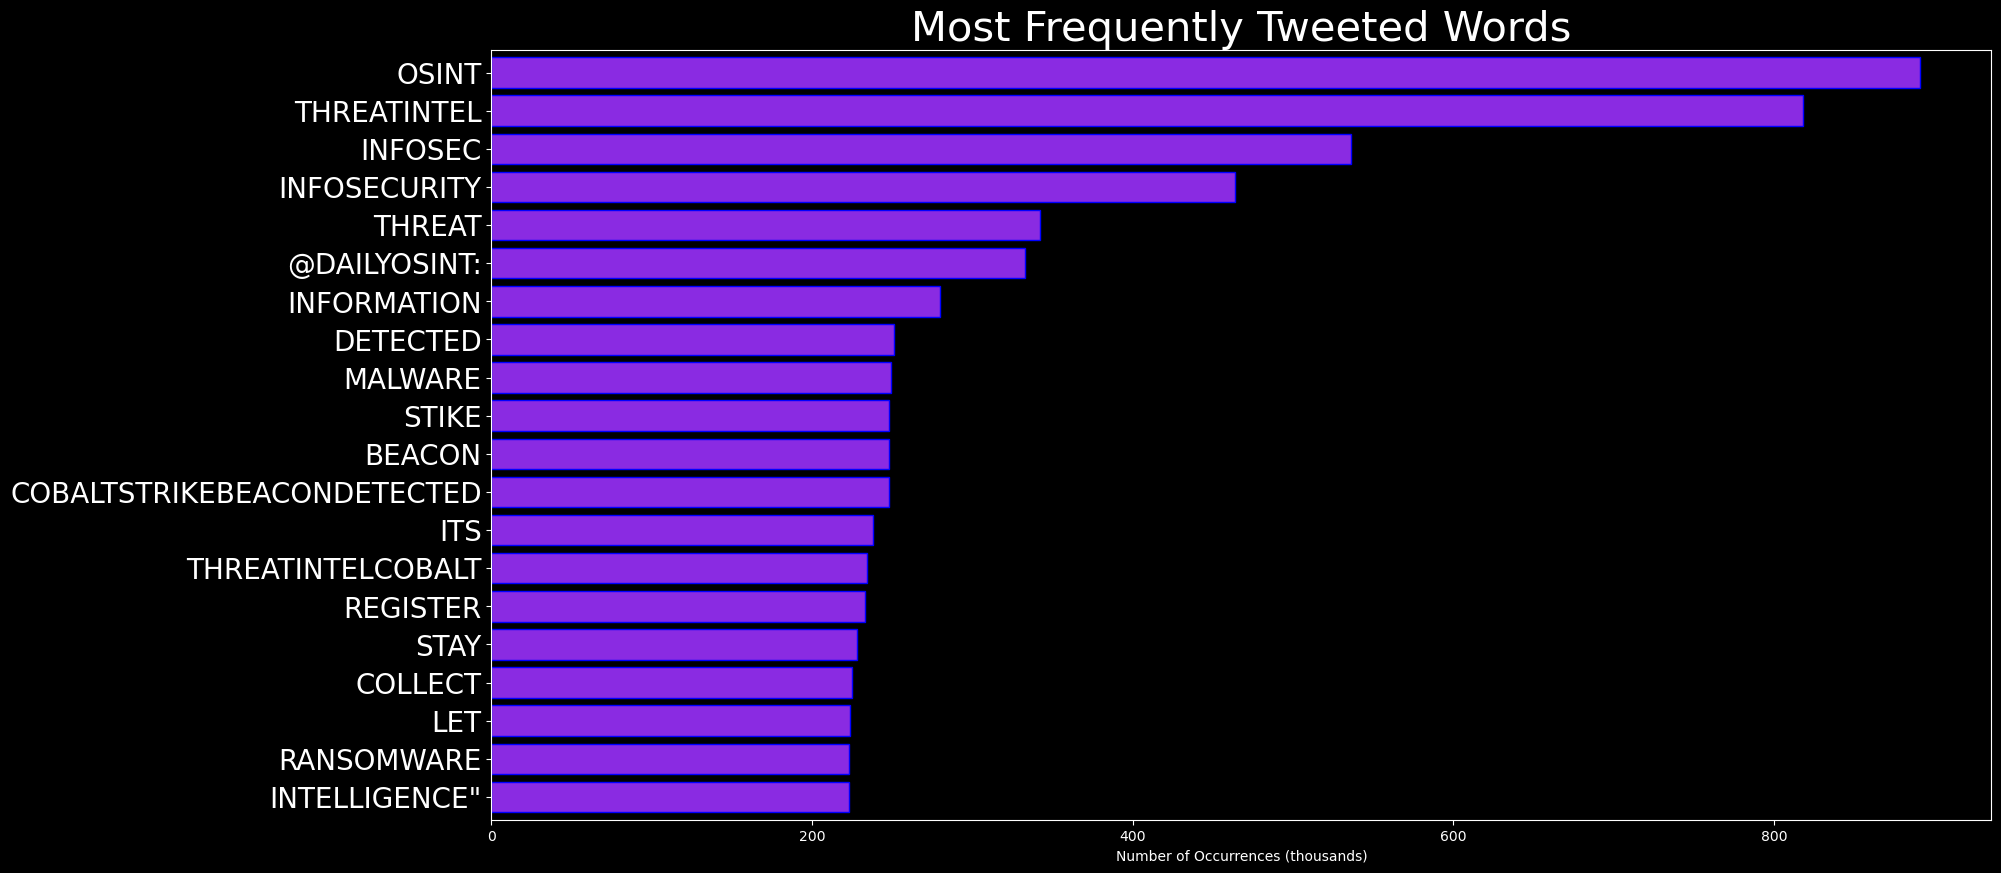 Most Frequently Tweeted Words
OSINT
THREATINTEL
INFOSEC
INFOSECURITY
THREAT
@DAILYOSINT:
INFORMATION
DETECTED
MALWARE
STIKE
BEACON
COBALTSTRIKEBEACONDETECTED
ITS
THREATINTELCOBALT
REGISTER
STAY
COLLECT
LET
RANSOMWARE
INTELLIGENCE"
0 200 400 600 800
Number of Occurrences (thousands)